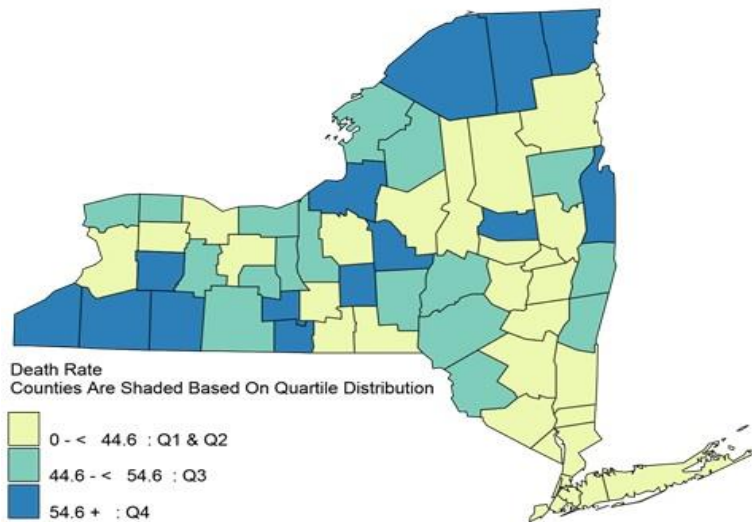 Death Rate
Counties Are Shaded Based On Quartile Distribution
0 - < 44.6 : Q1 & Q2
44.6 - < 54.6 : Q3
54.6 + : Q4